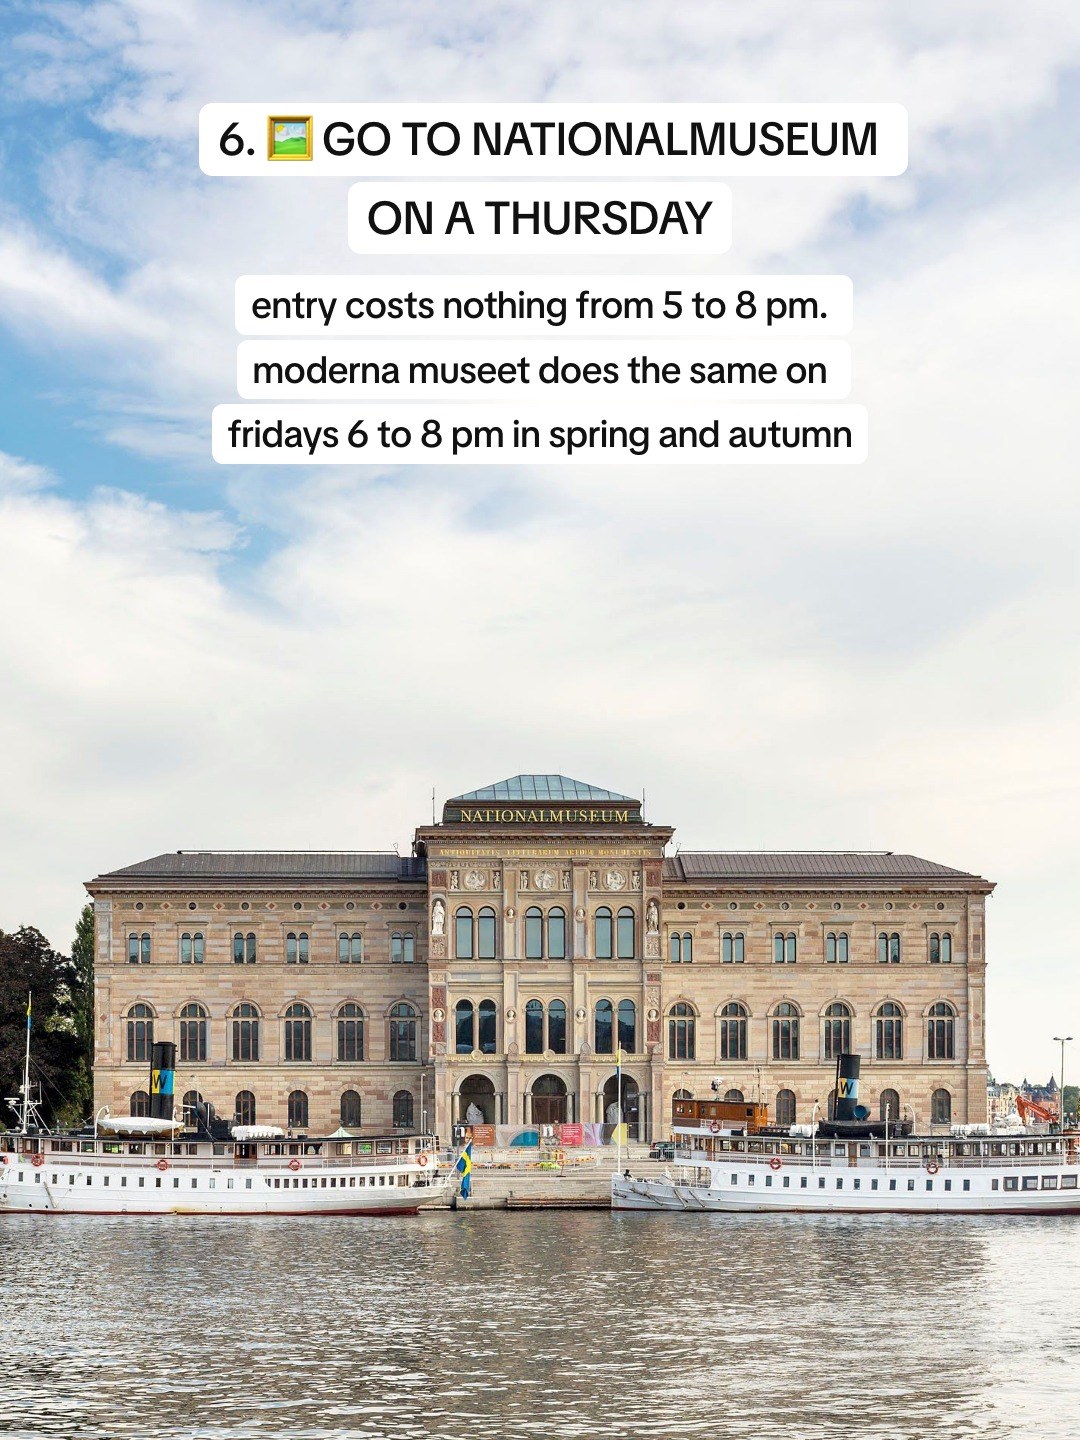 6. 🖼️ GO TO NATIONALMUSEUM
ON A THURSDAY
entry costs nothing from 5 to 8 pm.
moderna museet does the same on
fridays 6 to 8 pm in spring and autumn
NATIONALMUSEUM
W
W